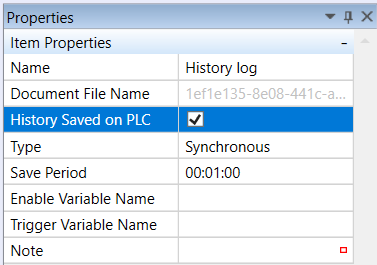 Properties
Item Properties
Name History log
Document File Name 1ef1e135-8e08-441c-a...
History Saved on PLC
Type Synchronous
Save Period 00:01:00
Enable Variable Name
Trigger Variable Name
Note